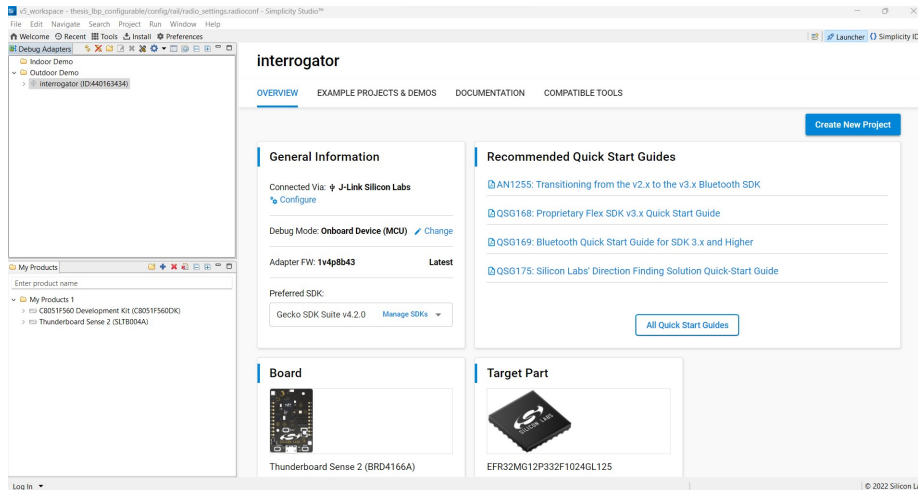 v5_workspace - thesis_lbp_configurable/config/rail/radio_settings.radioconf - Simplicity Studio™
File Edit Navigate Search Project Run Window Help
Welcome Recent Tools Install Preferences
Launcher {} Simplicity ID
Debug Adapters
Indoor Demo
Outdoor Demo
interrogator (ID:440163434)
interrogator
OVERVIEW EXAMPLE PROJECTS & DEMOS DOCUMENTATION COMPATIBLE TOOLS
Create New Project
General Information
Connected Via: J-Link Silicon Labs
Configure
Debug Mode: Onboard Device (MCU) Change
Adapter FW: 1v4p8b43 Latest
Preferred SDK:
Gecko SDK Suite v4.2.0 Manage SDKs
Recommended Quick Start Guides
AN1255: Transitioning from the v2.x to the v3.x Bluetooth SDK
QSG168: Proprietary Flex SDK v3.x Quick Start Guide
QSG169: Bluetooth Quick Start Guide for SDK 3.x and Higher
QSG175: Silicon Labs' Direction Finding Solution Quick-Start Guide
All Quick Start Guides
My Products
Enter product name
My Products 1
C8051F560 Development Kit (C8051F560DK)
Thunderboard Sense 2 (SLTB004A)
Board
Thunderboard Sense 2 (BRD4166A)
Target Part
SILICON LABS
EFR32MG12P332F1024GL125
Log In
© 2022 Silicon La